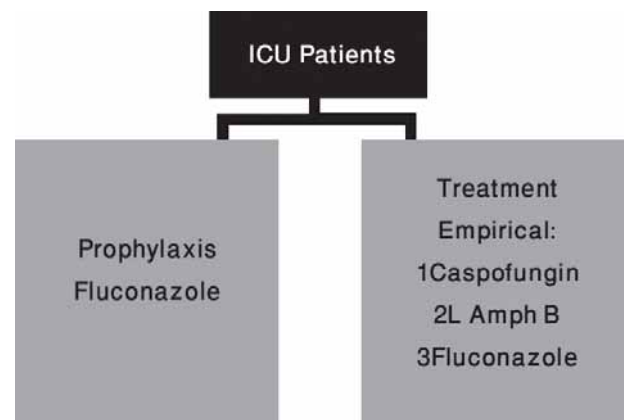 ICU Patients
Prophylaxis
Fluconazole
Treatment
Empirical:
1Caspofungin
2L Amph B
3Fluconazole